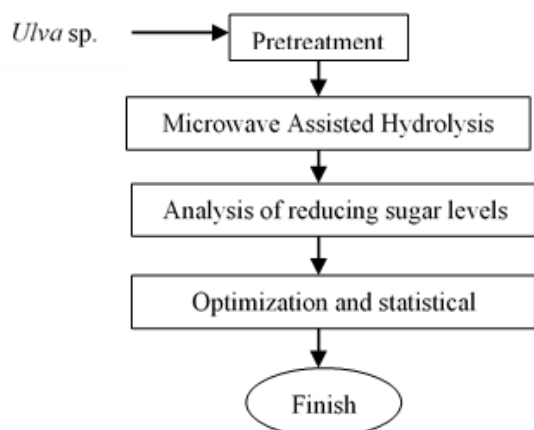 Ulva sp.
Pretreatment
Microwave Assisted Hydrolysis
Analysis of reducing sugar levels
Optimization and statistical
Finish